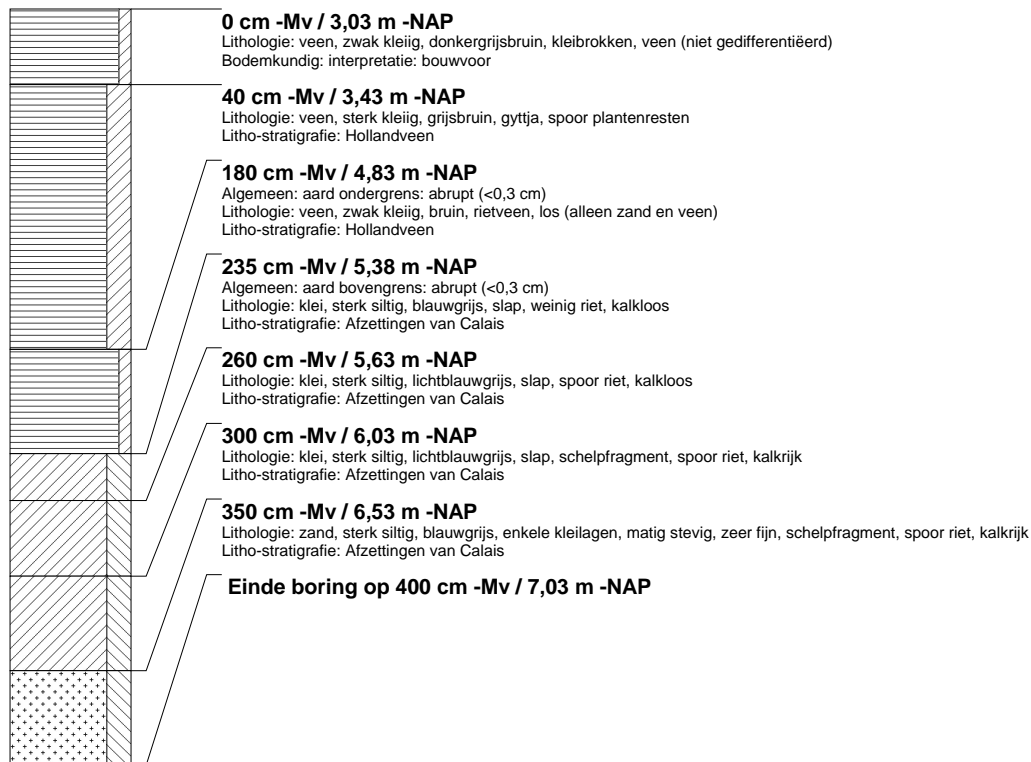 0 cm -Mv / 3,03 m -NAP
Lithologie: veen, zwak kleiig, donkergrijsbruin, kleibrokken, veen (niet gedifferentiëerd)
Bodemkundig: interpretatie: bouwvoor
40 cm -Mv / 3,43 m -NAP
Lithologie: veen, sterk kleiig, grijsbruin, gyttja, spoor plantenresten
Litho-stratigrafie: Hollandveen
180 cm -Mv / 4,83 m -NAP
Algemeen: aard ondergrens: abrupt (<0,3 cm)
Lithologie: veen, zwak kleiig, bruin, rietveen, los (alleen zand en veen)
Litho-stratigrafie: Hollandveen
235 cm -Mv / 5,38 m -NAP
Algemeen: aard bovengrens: abrupt (<0,3 cm)
Lithologie: klei, sterk siltig, blauwgrijs, slap, weinig riet, kalkloos
Litho-stratigrafie: Afzettingen van Calais
260 cm -Mv / 5,63 m -NAP
Lithologie: klei, sterk siltig, lichtblauwgrijs, slap, spoor riet, kalkloos
Litho-stratigrafie: Afzettingen van Calais
300 cm -Mv / 6,03 m -NAP
Lithologie: klei, sterk siltig, lichtblauwgrijs, slap, schelpfragment, spoor riet, kalkrijk
Litho-stratigrafie: Afzettingen van Calais
350 cm -Mv / 6,53 m -NAP
Lithologie: zand, sterk siltig, blauwgrijs, enkele kleilagen, matig stevig, zeer fijn, schelpfragment, spoor riet, kalkrijk
Litho-stratigrafie: Afzettingen van Calais
Einde boring op 400 cm -Mv / 7,03 m -NAP